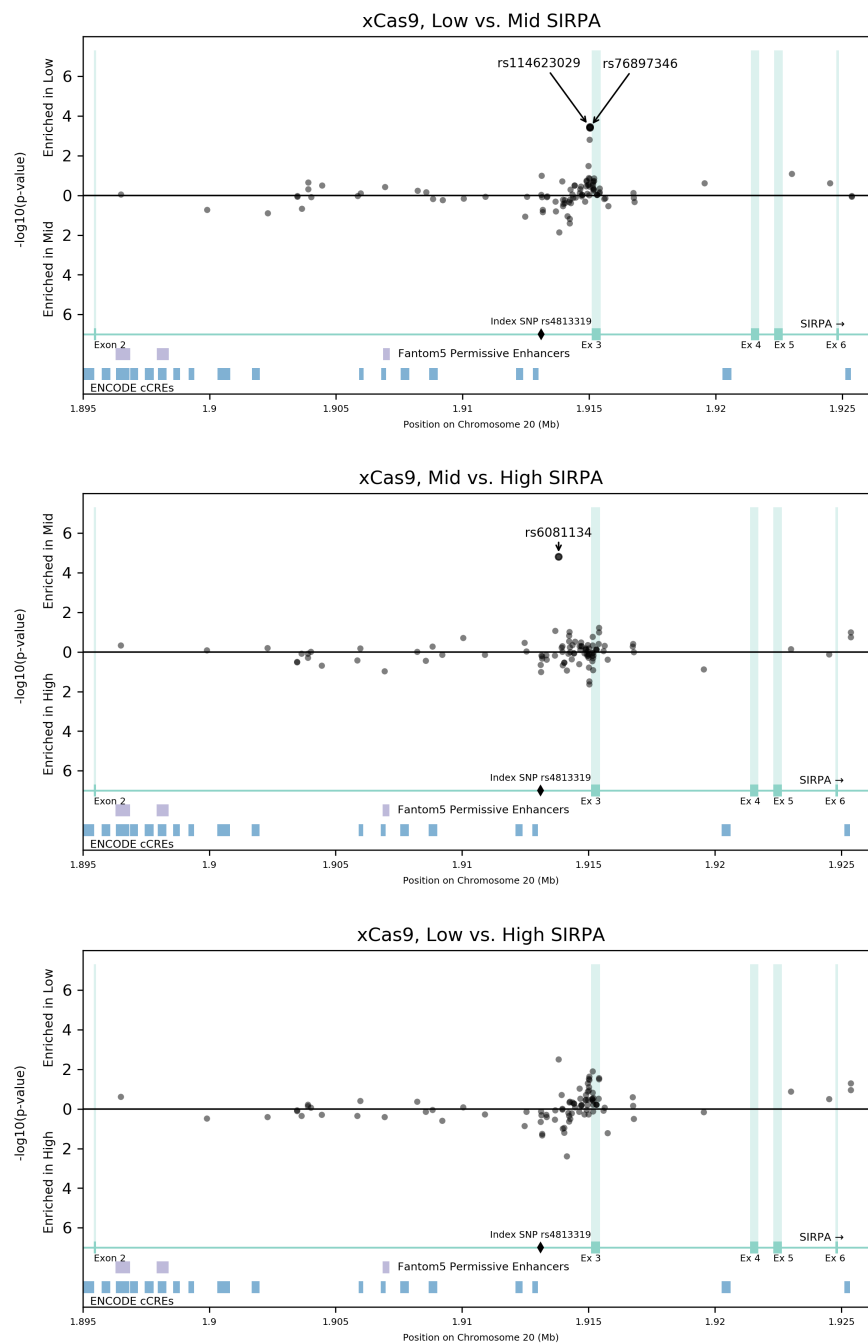 xCas9, Low vs. Mid SIRPA
-log10(p-value)
Enriched in Low
Enriched in Mid
6
4
2
0
2
4
6
rs114623029 rs76897346
Index SNP rs4813319
SIRPA →
Exon 2 Ex 3 Ex 4 Ex 5 Ex 6
Fantom5 Permissive Enhancers
ENCODE cCREs
1.895 1.9 1.905 1.91 1.915 1.92 1.925
Position on Chromosome 20 (Mb)
xCas9, Mid vs. High SIRPA
-log10(p-value)
Enriched in Mid
Enriched in High
6
4
2
0
2
4
6
rs6081134
Index SNP rs4813319
SIRPA →
Exon 2 Ex 3 Ex 4 Ex 5 Ex 6
Fantom5 Permissive Enhancers
ENCODE cCREs
1.895 1.9 1.905 1.91 1.915 1.92 1.925
Position on Chromosome 20 (Mb)
xCas9, Low vs. High SIRPA
-log10(p-value)
Enriched in Low
Enriched in High
6
4
2
0
2
4
6
Index SNP rs4813319
SIRPA →
Exon 2 Ex 3 Ex 4 Ex 5 Ex 6
Fantom5 Permissive Enhancers
ENCODE cCREs
1.895 1.9 1.905 1.91 1.915 1.92 1.925
Position on Chromosome 20 (Mb)